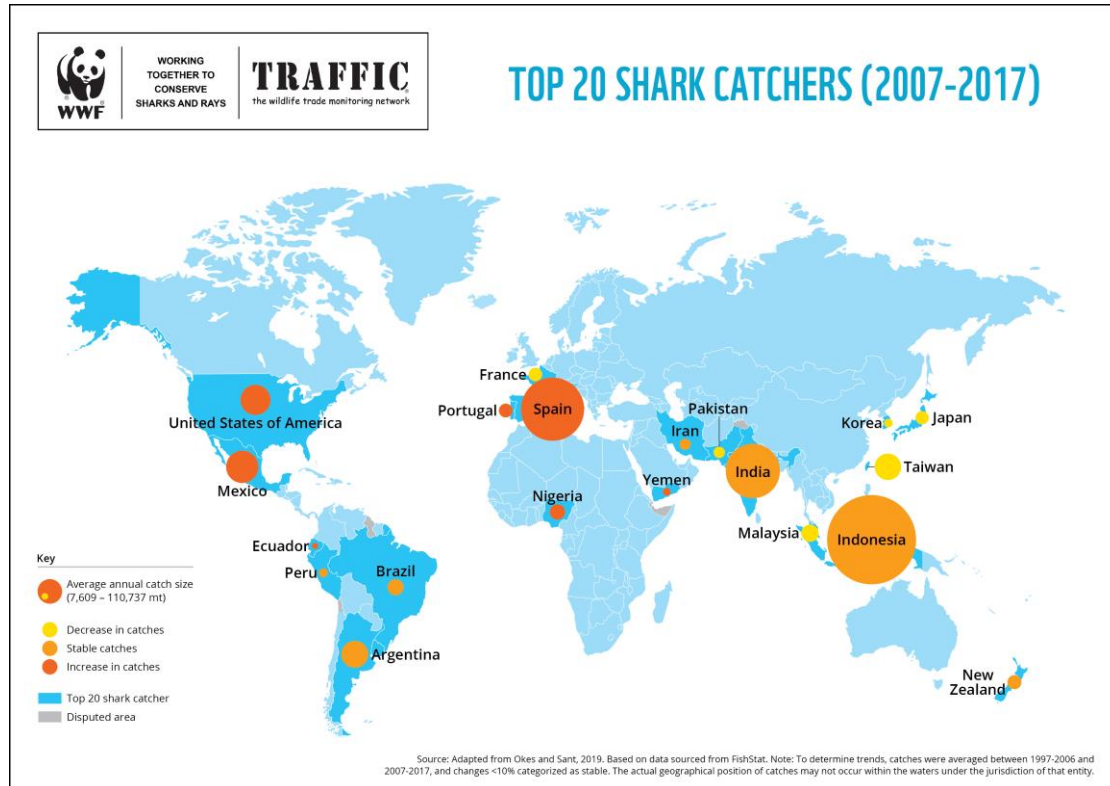 WWF
WORKING
TOGETHER TO
CONSERVE
SHARKS AND RAYS
TRAFFIC
the wildlife trade monitoring network
TOP 20 SHARK CATCHERS (2007-2017)
France
Portugal
Spain
Pakistan
Iran
Korea
Japan
United States of America
India
Taiwan
Mexico
Yemen
Nigeria
Malaysia
Indonesia
Ecuador
Peru
Brazil
Argentina
New
Zealand
Key
Average annual catch size
(7,609 – 110,737 mt)
Decrease in catches
Stable catches
Increase in catches
Top 20 shark catcher
Disputed area
Source: Adapted from Okes and Sant, 2019. Based on data sourced from FishStat. Note: To determine trends, catches were averaged between 1997-2006 and
2007-2017, and changes <10% categorized as stable. The actual geographical position of catches may not occur within the waters under the jurisdiction of that entity.